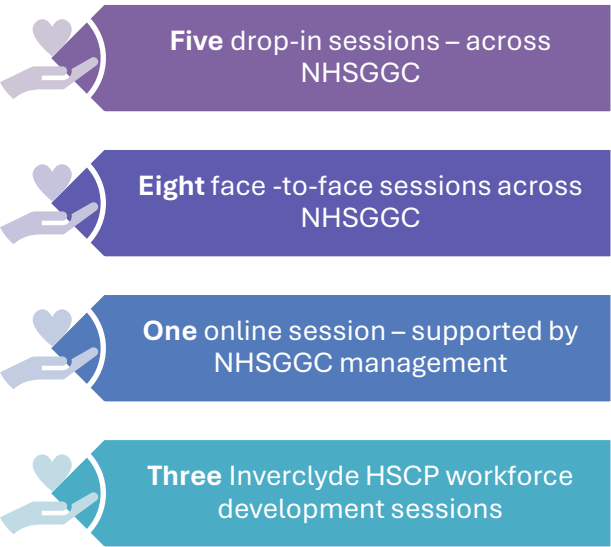 Five drop-in sessions – across
NHSGGC
Eight face -to-face sessions across
NHSGGC
One online session – supported by
NHSGGC management
Three Inverclyde HSCP workforce
development sessions